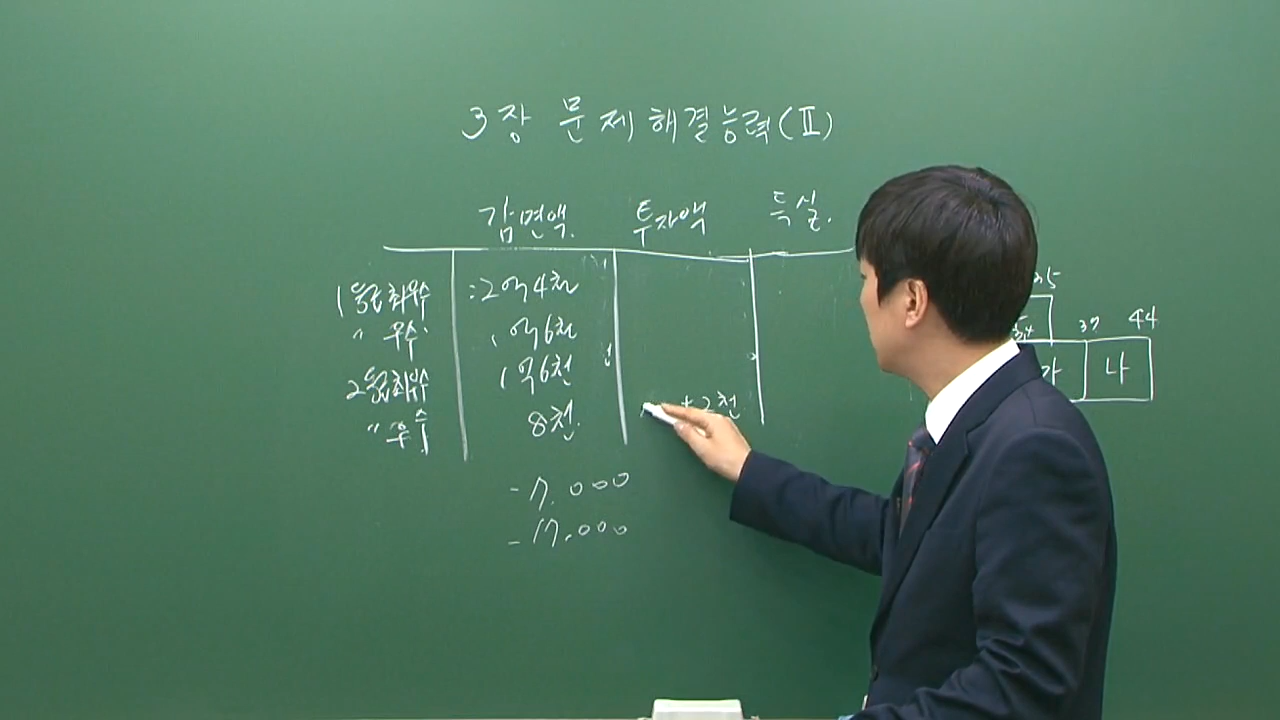 3장 문제해결능력(Ⅱ)
감면액. 투자액 득실.
1등급최우수 :2억4천
〃 우수 1억6천
2등급최우수 1억6천
〃 우수 8천. +2천
-7.000
-17.000
35
37 44
가 나